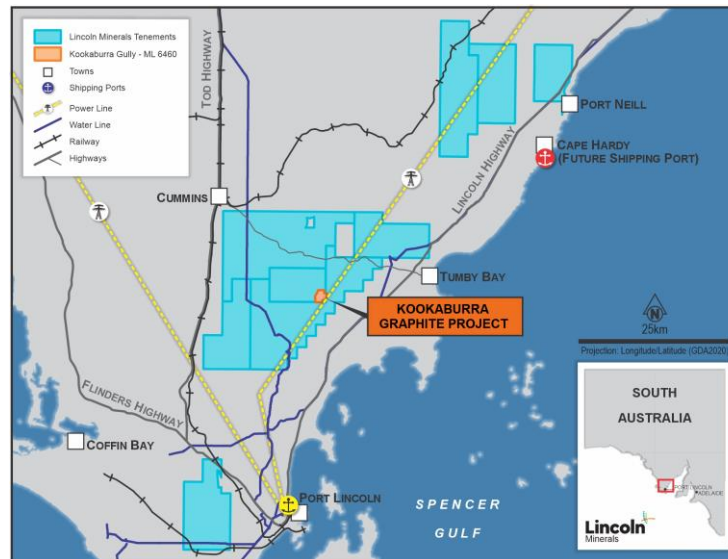 Lincoln Minerals Tenements
Kookaburra Gully - ML 6460
Towns
Shipping Ports
Power Line
Water Line
Railway
Highways
TOD HIGHWAY
PORT NEILL
CAPE HARDY
(FUTURE SHIPPING PORT)
LINCOLN HIGHWAY
CUMMINS
TUMBY BAY
KOOKABURRA
GRAPHITE PROJECT
25km
Projection: Longitude/Latitude (GDA2020)
FLINDERS HIGHWAY
COFFIN BAY
PORT LINCOLN
SPENCER
GULF
SOUTH
AUSTRALIA
PORT LINCOLN
ADELAIDE
Lincoln
Minerals